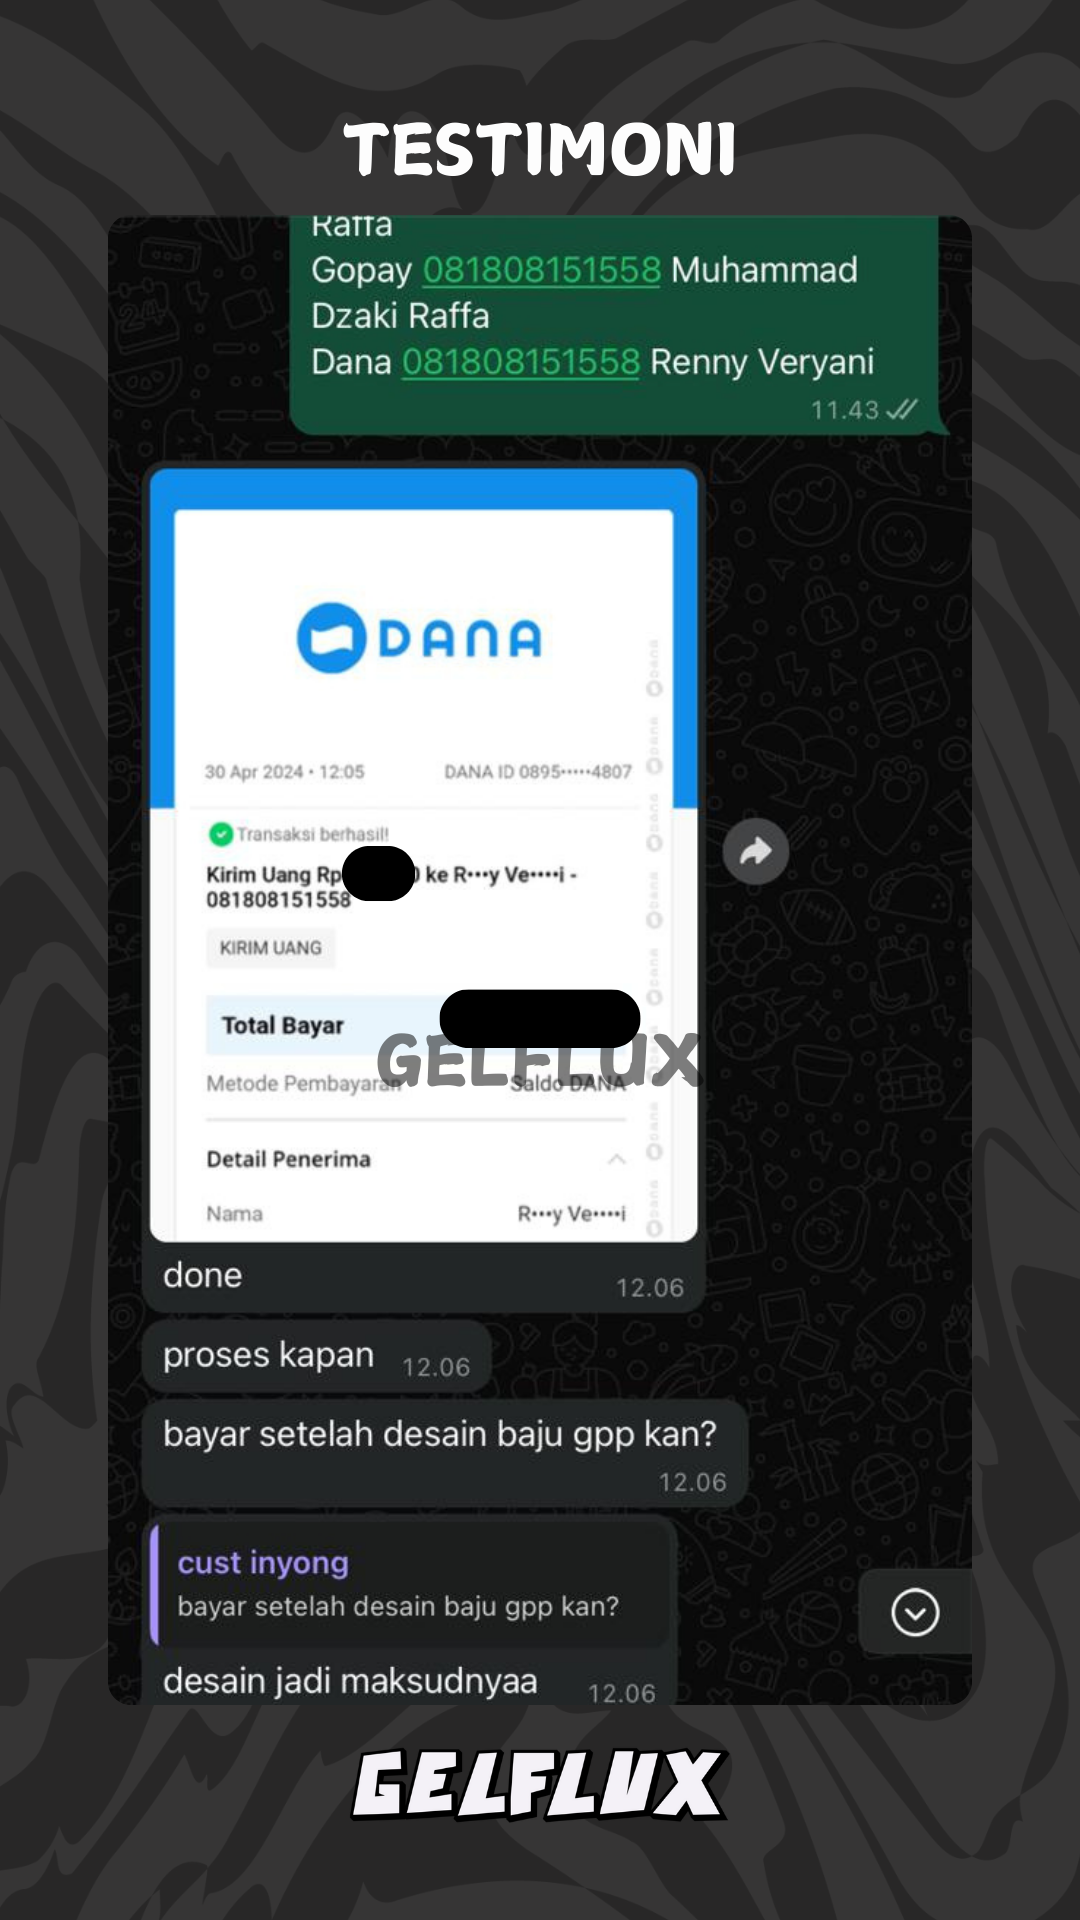 TESTIMONI
Raffa
Gopay 081808151558 Muhammad
Dzaki Raffa
Dana 081808151558 Renny Veryani
11.43
DANA
30 Apr 2024 • 12:05 DANA ID 0895•••••4807
Transaksi berhasil!
Kirim Uang Rp 0 ke R•••y Ve••••i -
081808151558
KIRIM UANG
Total Bayar
GELFLUX
Metode Pembayaran Saldo DANA
Detail Penerima
Nama R•••y Ve••••i
done 12.06
proses kapan 12.06
bayar setelah desain baju gpp kan?
12.06
cust inyong
bayar setelah desain baju gpp kan?
desain jadi maksudnyaa 12.06
GELFLUX